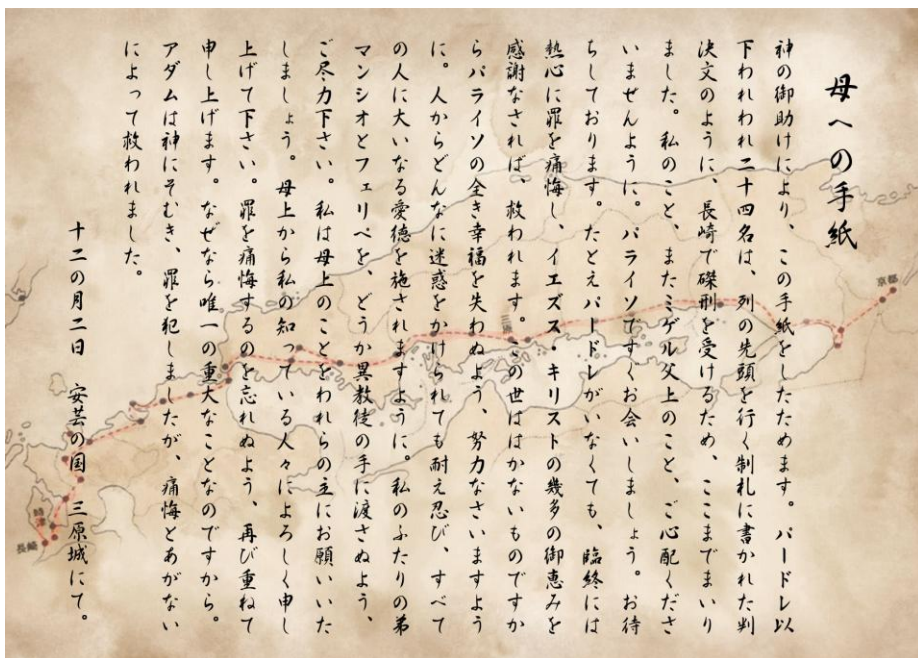 母への手紙
神の御助けにより、この手紙をしたためます。パードレ以
下われわれ二十四名は、列の先頭を行く制札に書かれた判
決文のように、長崎で磔刑を受けるため、ここまでまいり
ました。私のこと、またミゲル父上のこと、ご心配くださ
いませんように。パライソですぐお会いしましょう。お待
ちしております。たとえパードレがいなくても、臨終には
熱心に罪を痛悔し、イエズス・キリストの幾多の御恵みを
感謝なされば、救われます。この世ははかないものですか
らパライソの全き幸福を失わぬよう、努力なさいますよう
に。人からどんなに迷惑をかけられても耐え忍び、すべて
の人に大いなる愛徳を施されますように。私のふたりの弟
マンシオとフェリペを、どうか異教徒の手に渡さぬよう、
ご尽力下さい。私は母上のことをわれらの主にお願いいた
しましょう。母上から私の知っている人々によろしく申し
上げて下さい。罪を痛悔するのを忘れぬよう、再び重ねて
申し上げます。なぜなら唯一の重大なことなのですから。
アダムは神にそむき、罪を犯しましたが、痛悔とあがない
によって救われました。
十二の月二日　安芸の国　三原城にて。
京都
三原
時津
長崎